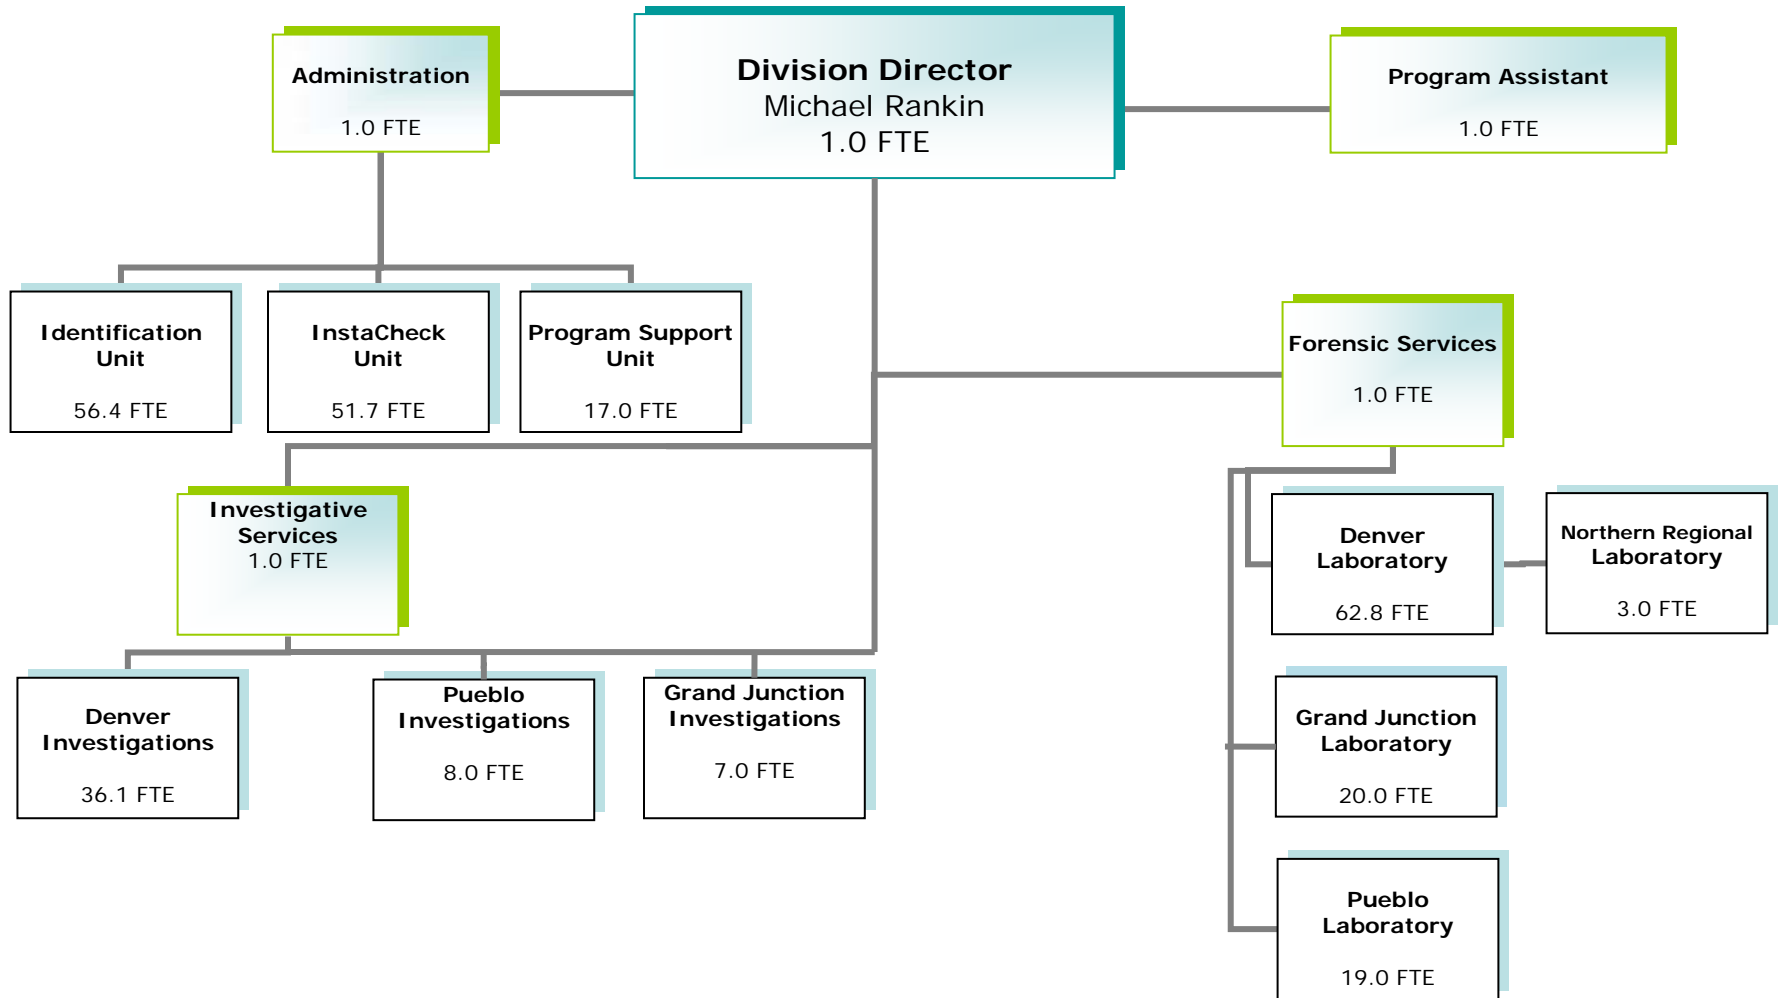 Administration
1.0 FTE
Division Director
Michael Rankin
1.0 FTE
Program Assistant
1.0 FTE
Identification
Unit
56.4 FTE
InstaCheck
Unit
51.7 FTE
Program Support
Unit
17.0 FTE
Forensic Services
1.0 FTE
Investigative
Services
1.0 FTE
Denver
Laboratory
62.8 FTE
Northern Regional
Laboratory
3.0 FTE
Denver
Investigations
36.1 FTE
Pueblo
Investigations
8.0 FTE
Grand Junction
Investigations
7.0 FTE
Grand Junction
Laboratory
20.0 FTE
Pueblo
Laboratory
19.0 FTE